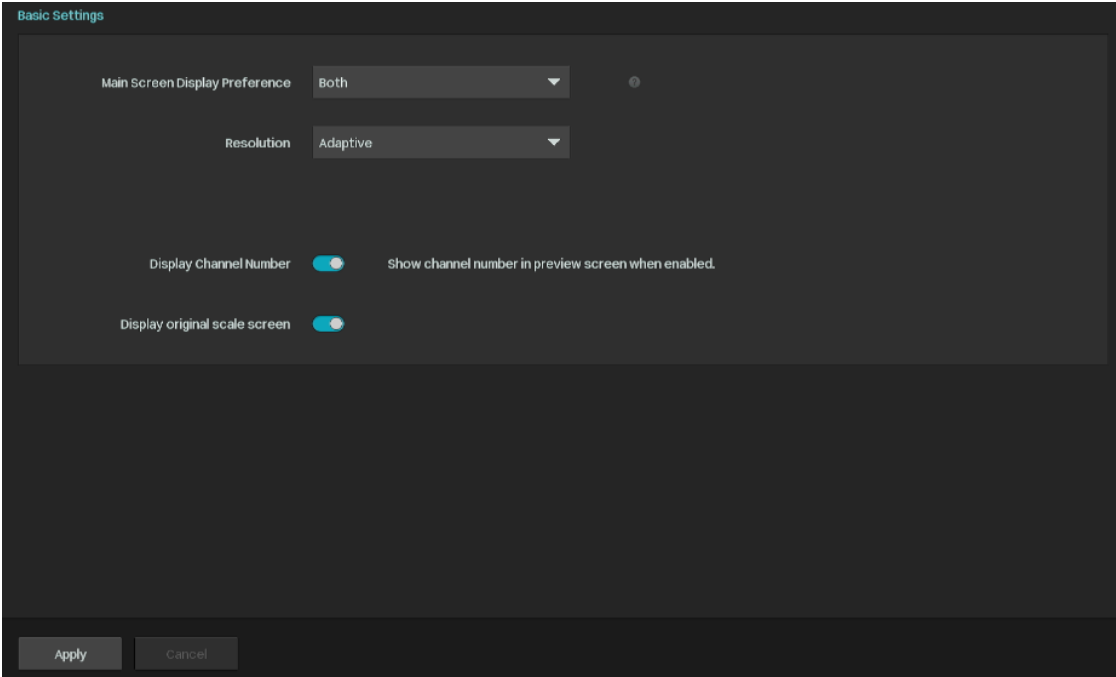 Basic Settings
Main Screen Display Preference Both
Resolution Adaptive
Display Channel Number Show channel number in preview screen when enabled.
Display original scale screen
Apply Cancel